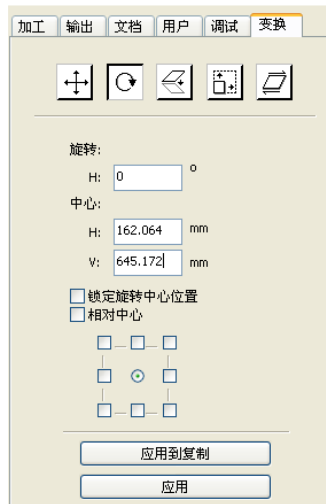 加工 输出 文档 用户 调试 变换
旋转:
H: 0 °
中心:
H: 162.064 mm
V: 645.172 mm
锁定旋转中心位置
相对中心
应用到复制
应用